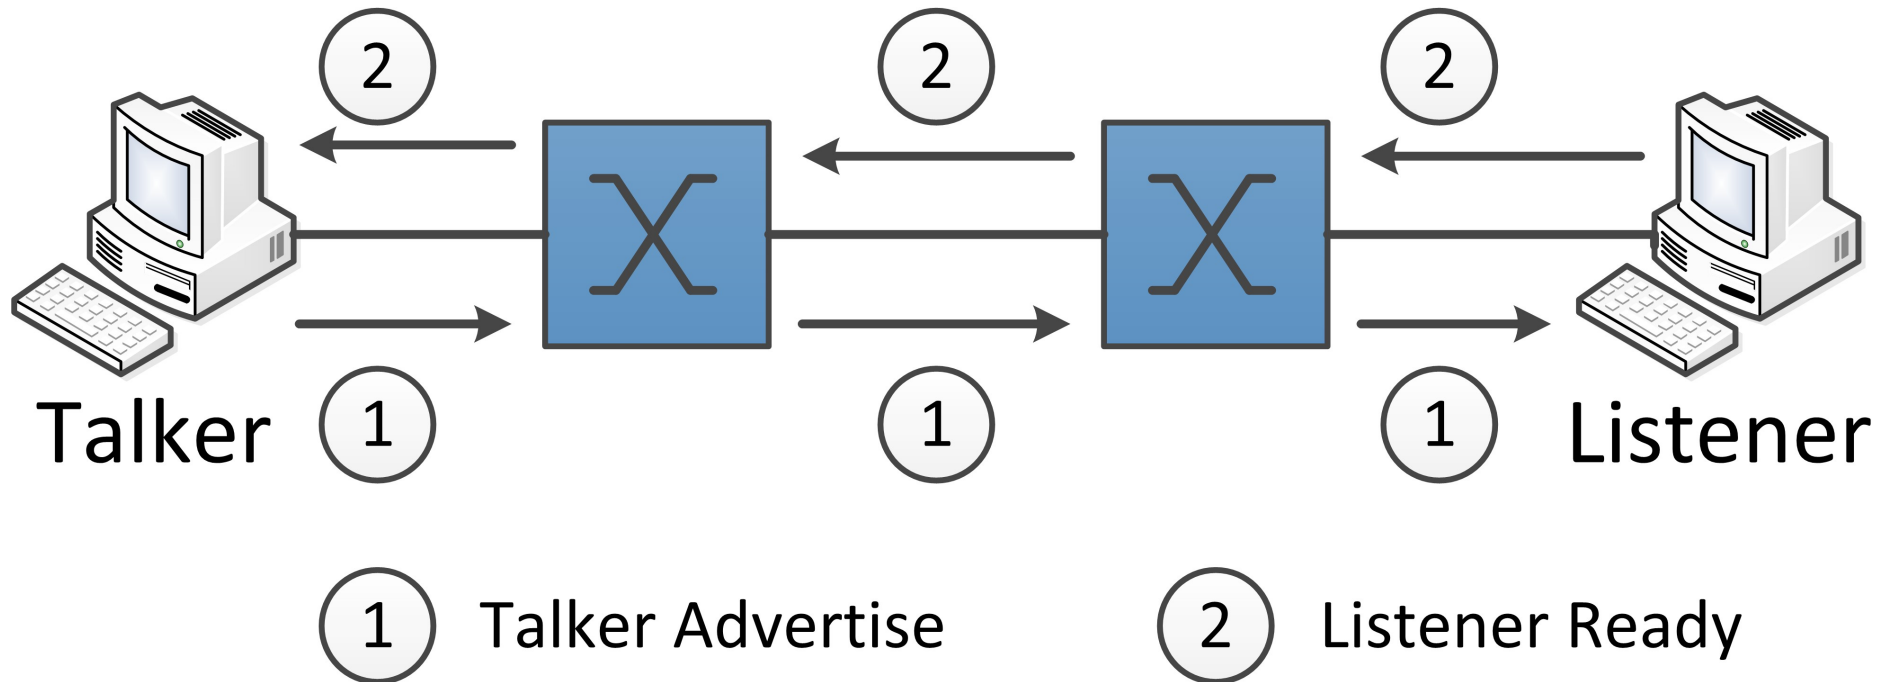 2 2 2
Talker 1 1 1 Listener
1 Talker Advertise 2 Listener Ready